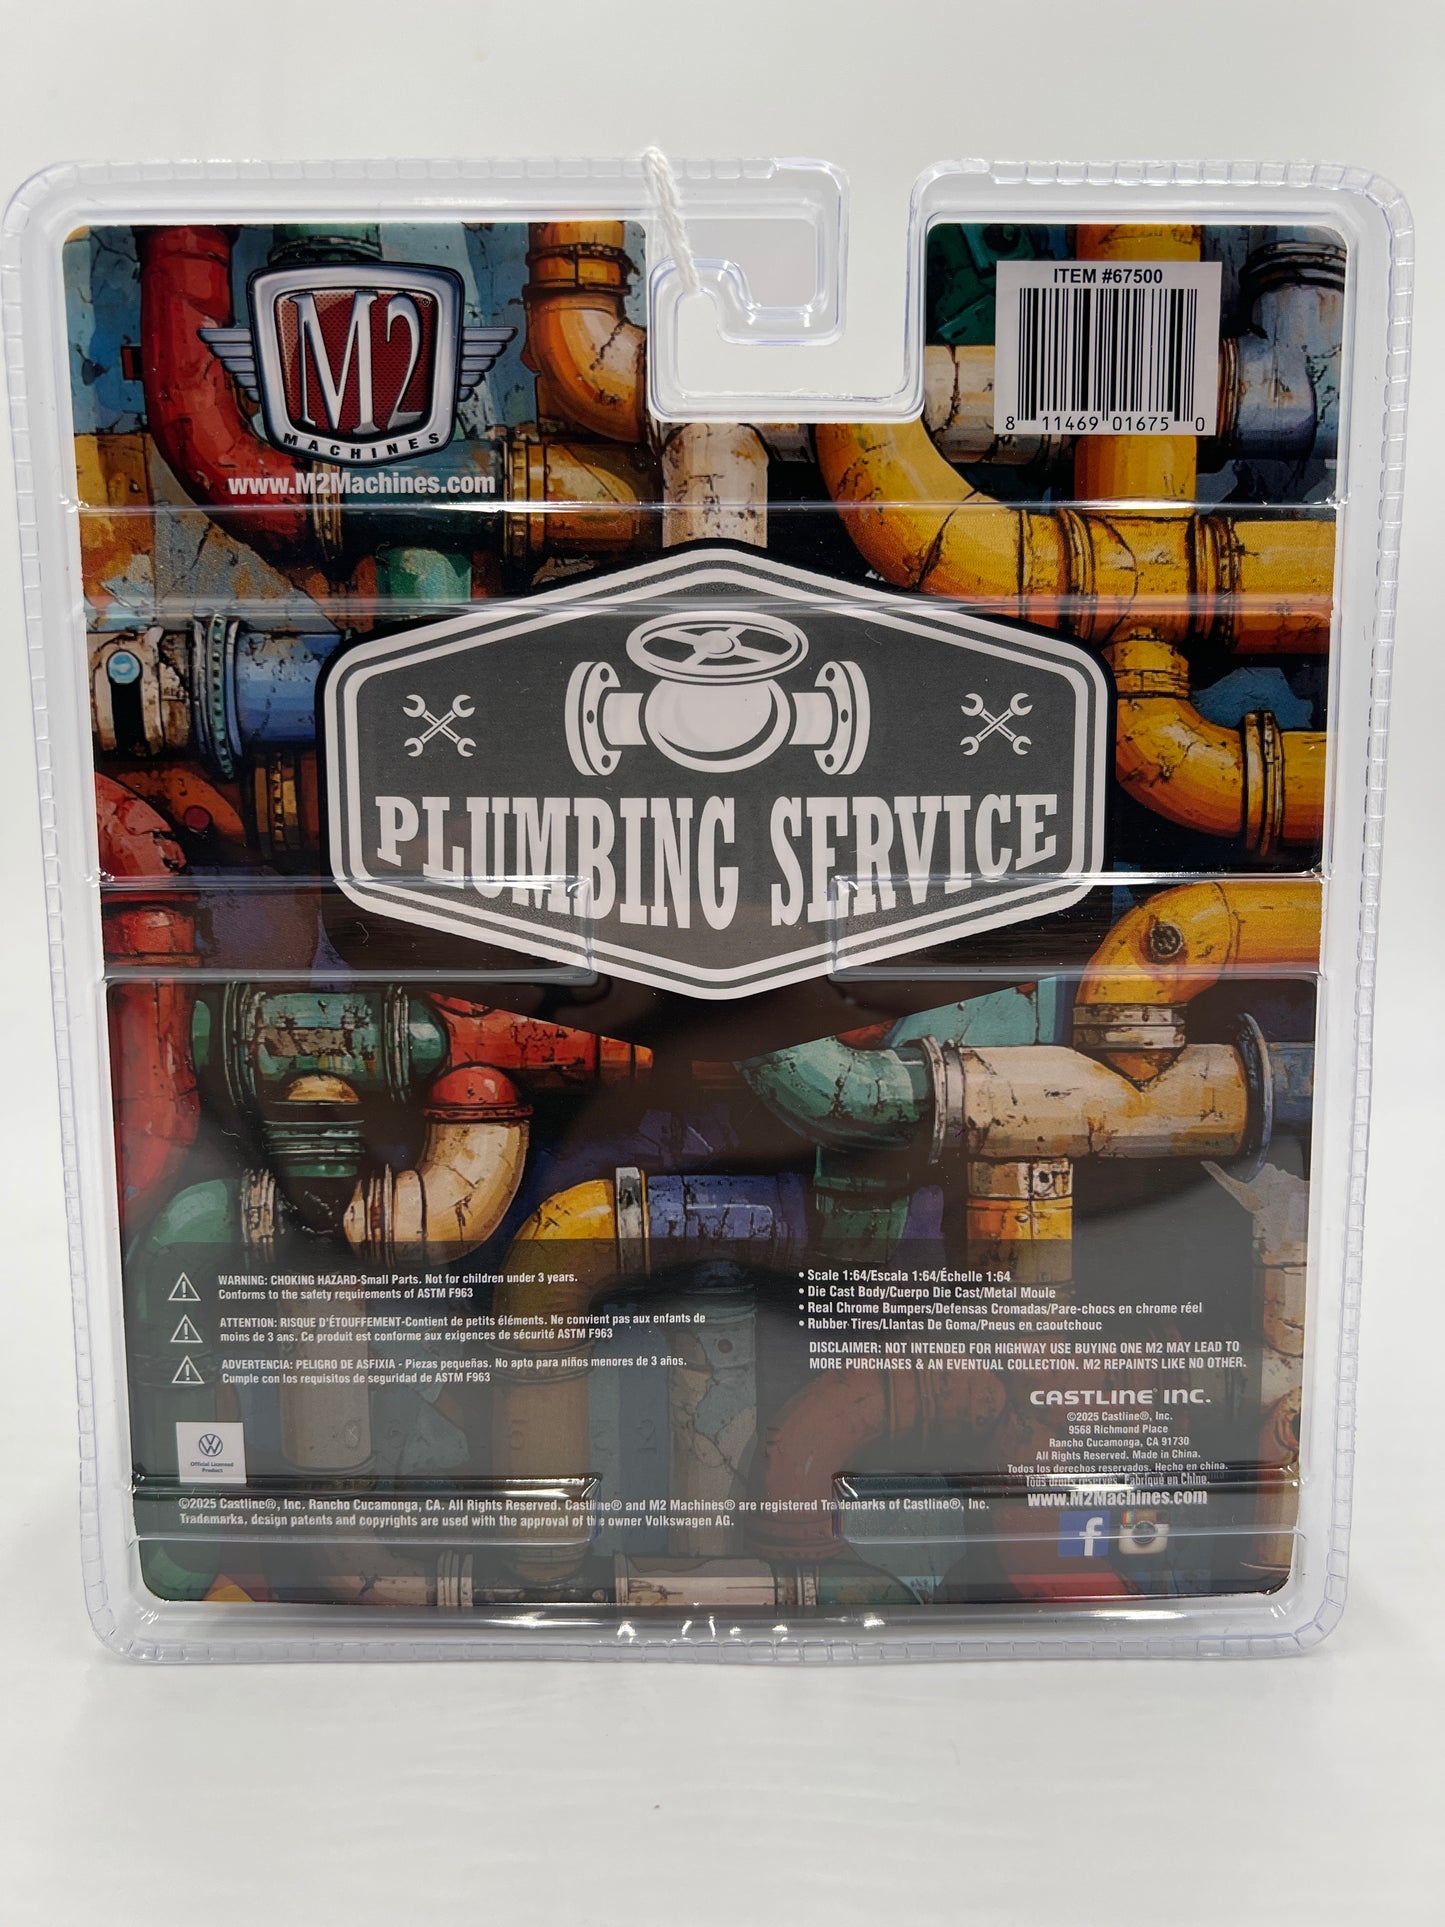 M2
MACHINES
www.M2Machines.com
ITEM #67500
8 11469 01675 0
PLUMBING SERVICE
WARNING: CHOKING HAZARD-Small Parts. Not for children under 3 years.
Conforms to the safety requirements of ASTM F963
ATTENTION: RISQUE D'ÉTOUFFEMENT-Contient de petits éléments. Ne convient pas aux enfants de
moins de 3 ans. Ce produit est conforme aux exigences de sécurité ASTM F963
ADVERTENCIA: PELIGRO DE ASFIXIA - Piezas pequeñas. No apto para niños menores de 3 años.
Cumple con los requisitos de seguridad de ASTM F963
• Scale 1:64/Escala 1:64/Échelle 1:64
• Die Cast Body/Cuerpo Die Cast/Metal Moule
• Real Chrome Bumpers/Defensas Cromadas/Pare-chocs en chrome réel
• Rubber Tires/Llantas De Goma/Pneus en caoutchouc
DISCLAIMER: NOT INTENDED FOR HIGHWAY USE BUYING ONE M2 MAY LEAD TO
MORE PURCHASES & AN EVENTUAL COLLECTION. M2 REPAINTS LIKE NO OTHER.
CASTLINE® INC.
©2025 Castline®, Inc.
9568 Richmond Place
Rancho Cucamonga, CA 91730
All Rights Reserved. Made in China.
Todos los derechos reservados. Hecho en china.
Tous droits réservés. Fabriqué en Chine.
www.M2Machines.com
f
VW
Official Licensed
Product
©2025 Castline®, Inc. Rancho Cucamonga, CA. All Rights Reserved. Castline® and M2 Machines® are registered Trademarks of Castline®, Inc.
Trademarks, design patents and copyrights are used with the approval of the owner Volkswagen AG.